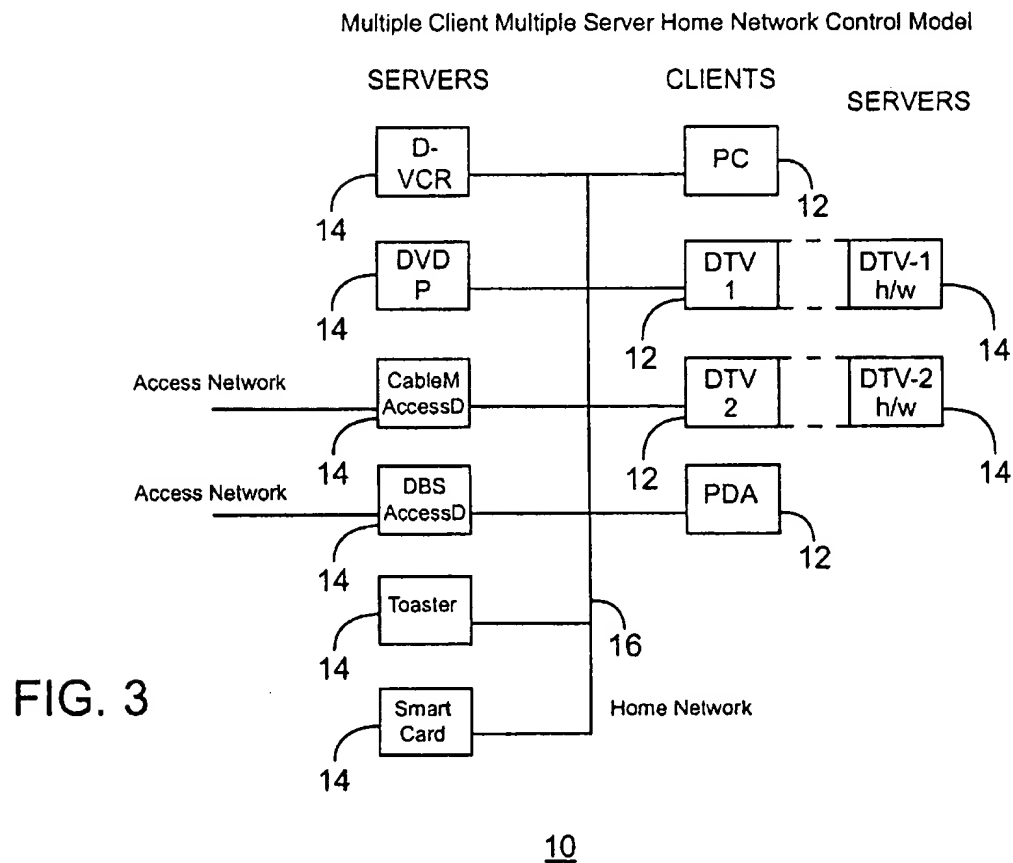 Multiple Client Multiple Server Home Network Control Model
SERVERS
CLIENTS
SERVERS
D-
VCR
14
PC
12
DVD
P
14
DTV
1
12
DTV-1
h/w
14
Access Network
CableM
AccessD
14
DTV
2
12
DTV-2
h/w
14
Access Network
DBS
AccessD
14
PDA
12
Toaster
14
16
FIG. 3
Smart
Card
14
Home Network
10